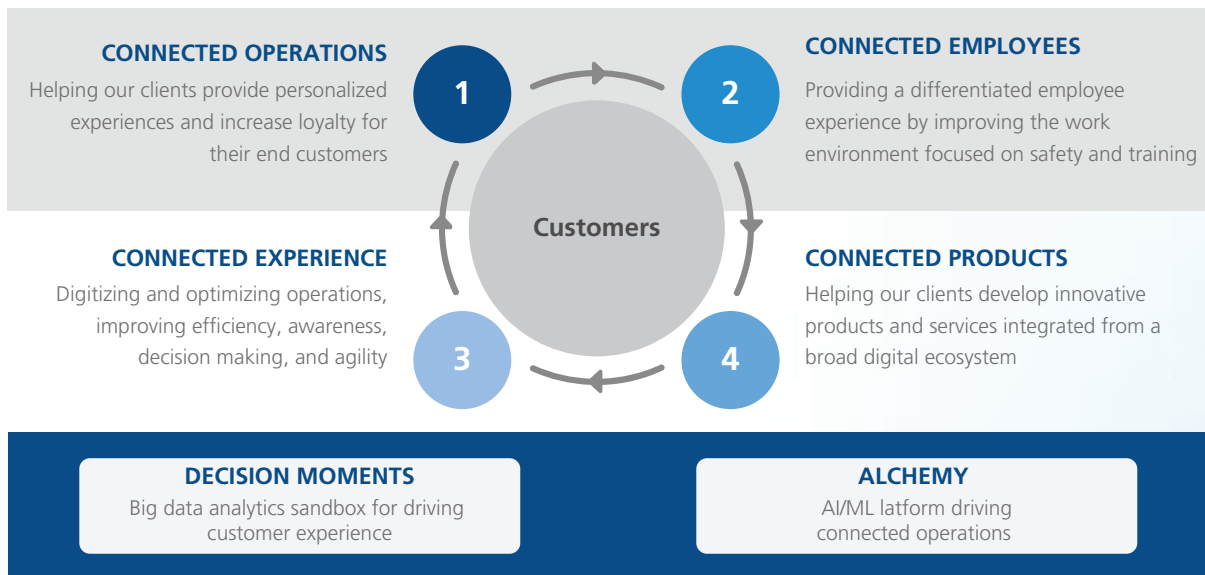 CONNECTED OPERATIONS
Helping our clients provide personalized
experiences and increase loyalty for
their end customers
1
2
CONNECTED EMPLOYEES
Providing a differentiated employee
experience by improving the work
environment focused on safety and training
Customers
CONNECTED EXPERIENCE
Digitizing and optimizing operations,
improving efficiency, awareness,
decision making, and agility
3
4
CONNECTED PRODUCTS
Helping our clients develop innovative
products and services integrated from a
broad digital ecosystem
DECISION MOMENTS
Big data analytics sandbox for driving
customer experience
ALCHEMY
AI/ML latform driving
connected operations